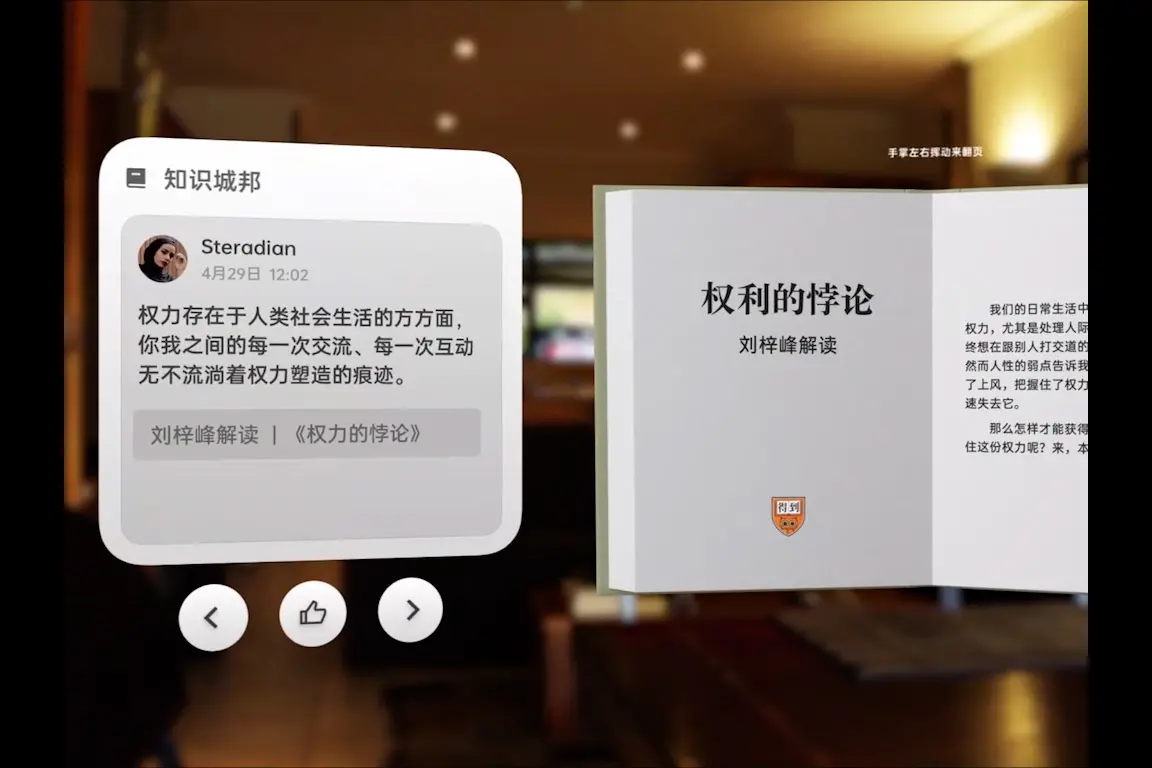 知识城邦
Steradian
4月29日 12:02
权力存在于人类社会生活的方方面，
你我之间的每一次交流、每一次互动
无不流淌着权力塑造的痕迹。
刘梓峰解读 | 《权力的悖论》
手掌左右挥动来翻页
权利的悖论
刘梓峰解读
得到
我们的日常生活中
权力，尤其是处理人际
终想在跟别人打交道的
然而人性的弱点告诉我
了上风，把握住了权力
速失去它。
那么怎样才能获得
住这份权力呢？来，本